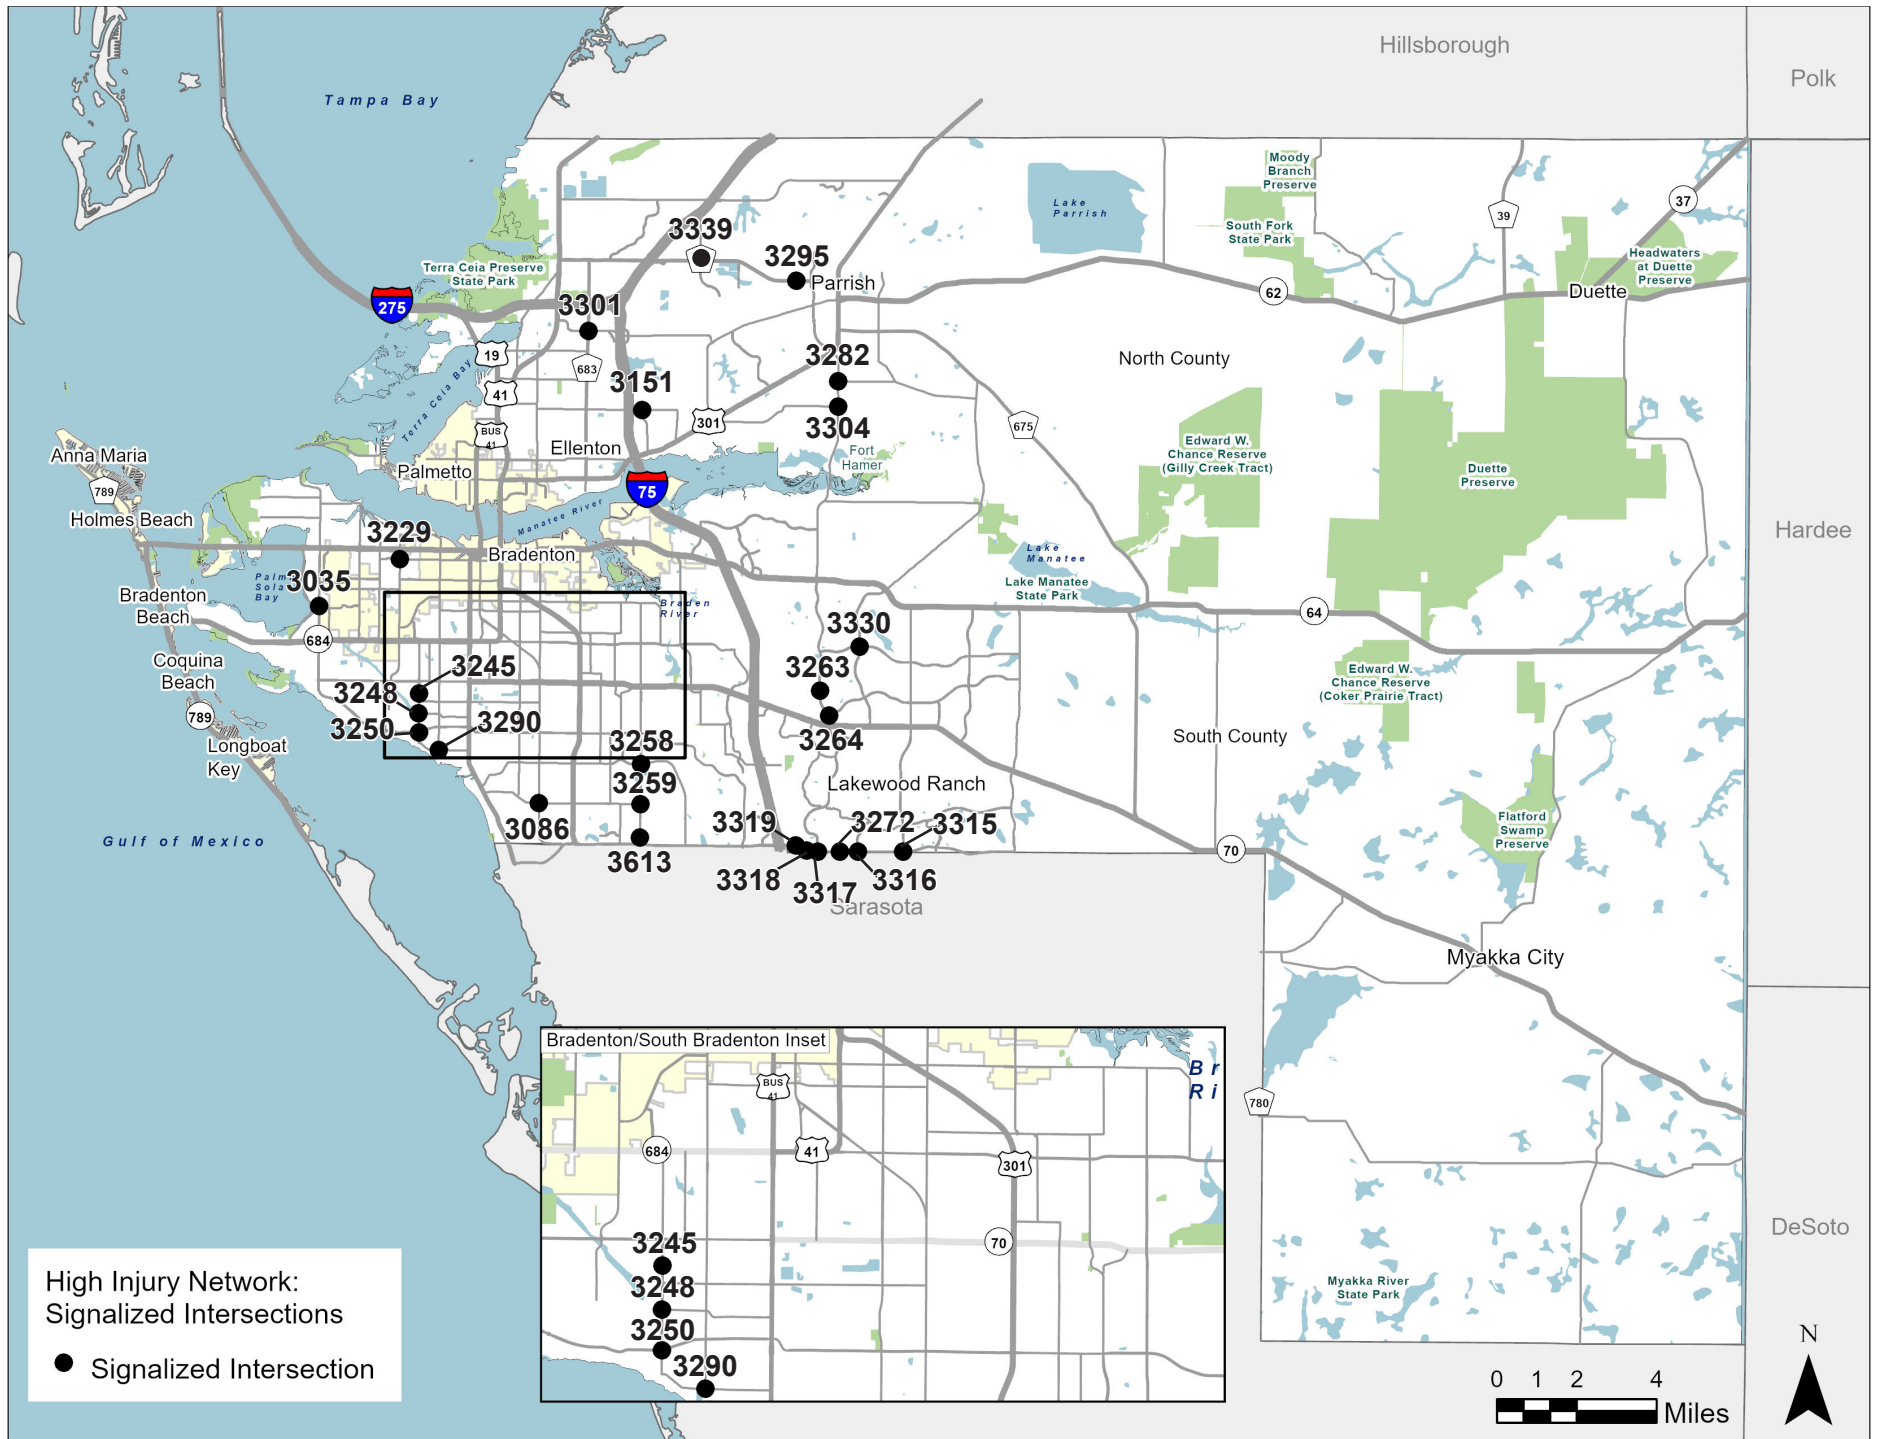 Hillsborough
Polk
Tampa Bay
Moody
Branch
Preserve
37
39
Lake
Parrish
3339
South Fork
State Park
3295
Headwaters
at Duette
Preserve
Terra Ceia Preserve
State Park
Parrish
62
Duette
275
3301
19
3282
North County
683
3151
41
Terra Ceia Bay
301
3304
675
BUS
41
Ellenton
Fort
Hamer
Edward W.
Chance Reserve
(Gilly Creek Tract)
Duette
Preserve
Anna Maria
Palmetto
789
75
Holmes Beach
Manatee River
3229
Bradenton
Hardee
Lake
Manatee
Palm
Sola
Bay
3035
Lake Manatee
State Park
Bradenton
Beach
Braden
River
64
3330
684
Coquina
Beach
3245
3263
Edward W.
Chance Reserve
(Coker Prairie Tract)
3248
789
3250
3290
3258
3264
South County
Longboat
Key
3259
Lakewood Ranch
3086
3319
3272
3315
Flatford
Swamp
Preserve
Gulf of Mexico
3613
70
3318
3317
3316
Sarasota
Myakka City
Bradenton/South Bradenton Inset
Br
Ri
BUS
41
684
41
301
780
3245
70
3248
3250
3290
DeSoto
Myakka River
State Park
High Injury Network:
Signalized Intersections
Signalized Intersection
N
0 1 2 4
Miles